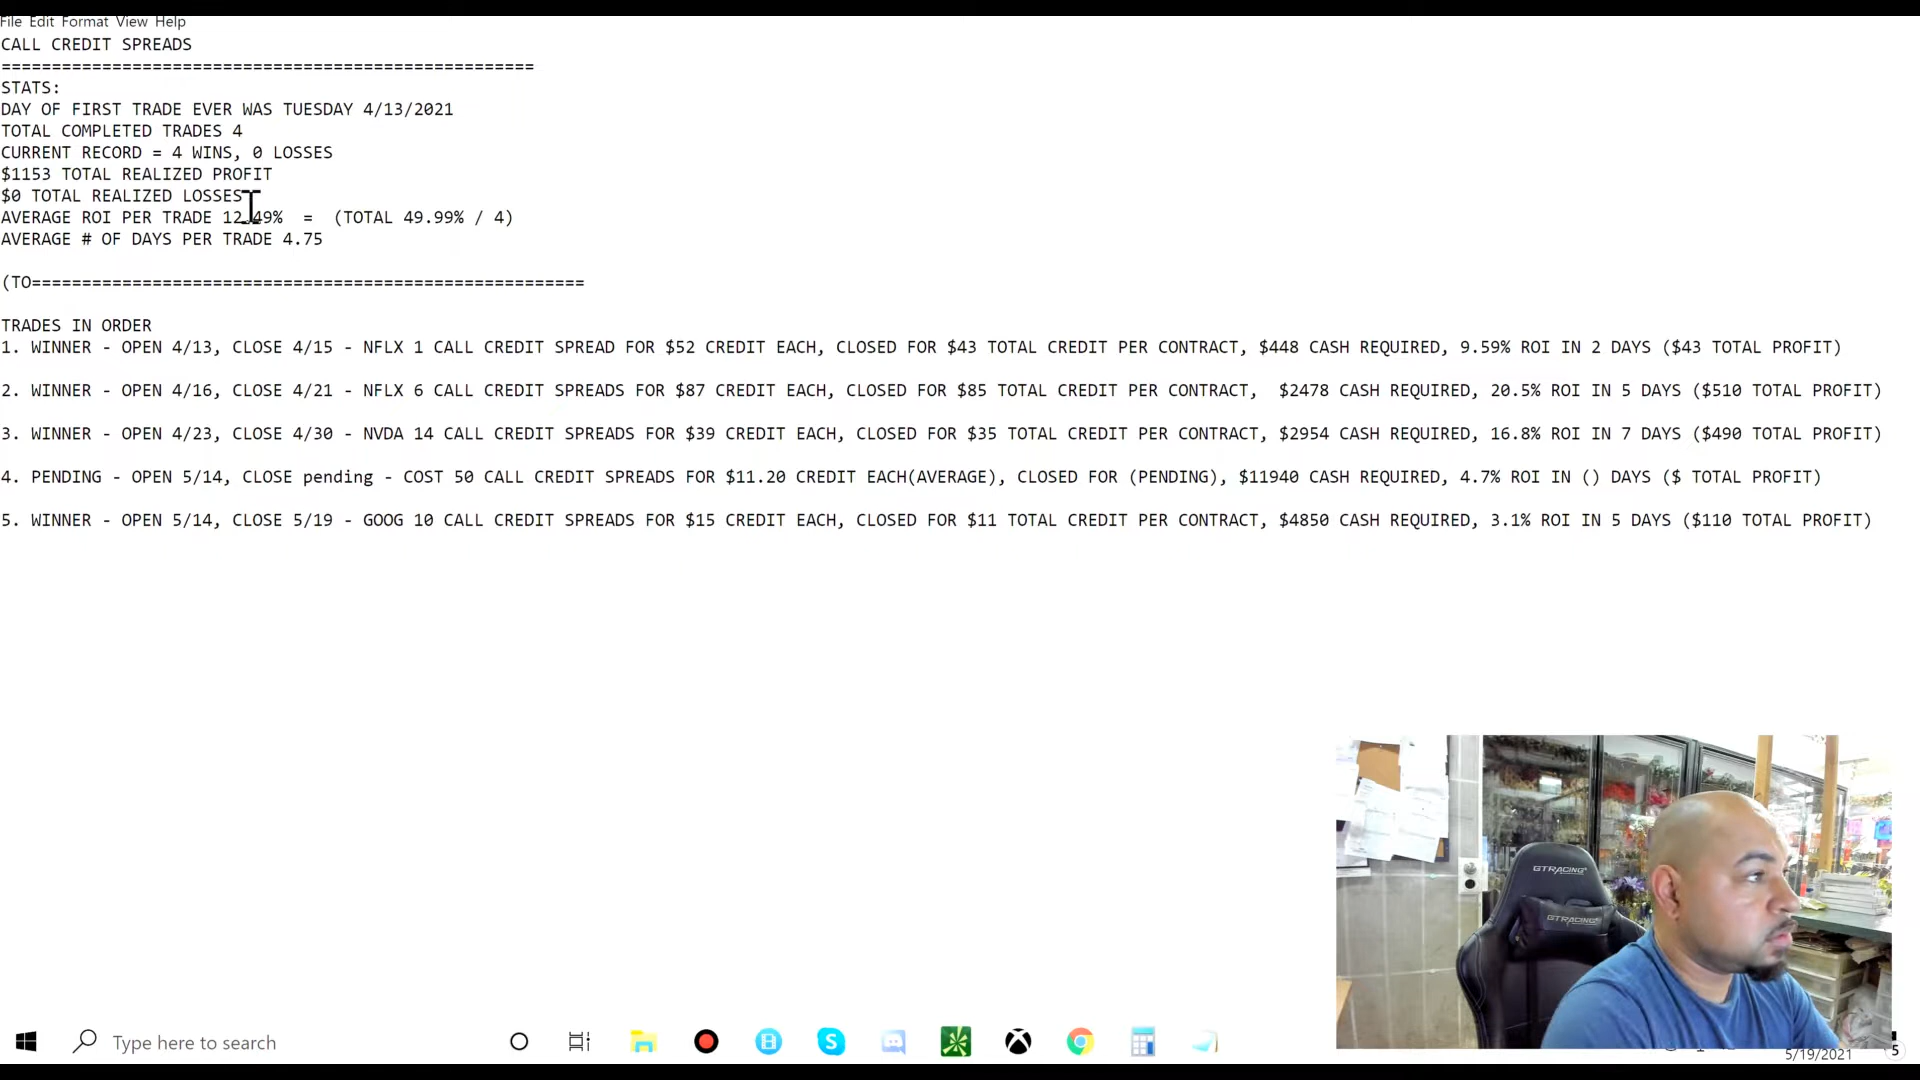 File Edit Format View Help
CALL CREDIT SPREADS
=====================================================
STATS:
DAY OF FIRST TRADE EVER WAS TUESDAY 4/13/2021
TOTAL COMPLETED TRADES 4
CURRENT RECORD = 4 WINS, 0 LOSSES
$1153 TOTAL REALIZED PROFIT
$0 TOTAL REALIZED LOSSES
AVERAGE ROI PER TRADE 12.49%  =  (TOTAL 49.99% / 4)
AVERAGE # OF DAYS PER TRADE 4.75
(TO=======================================================
TRADES IN ORDER
1. WINNER - OPEN 4/13, CLOSE 4/15 - NFLX 1 CALL CREDIT SPREAD FOR $52 CREDIT EACH, CLOSED FOR $43 TOTAL CREDIT PER CONTRACT, $448 CASH REQUIRED, 9.59% ROI IN 2 DAYS ($43 TOTAL PROFIT)
2. WINNER - OPEN 4/16, CLOSE 4/21 - NFLX 6 CALL CREDIT SPREADS FOR $87 CREDIT EACH, CLOSED FOR $85 TOTAL CREDIT PER CONTRACT,  $2478 CASH REQUIRED, 20.5% ROI IN 5 DAYS ($510 TOTAL PROFIT)
3. WINNER - OPEN 4/23, CLOSE 4/30 - NVDA 14 CALL CREDIT SPREADS FOR $39 CREDIT EACH, CLOSED FOR $35 TOTAL CREDIT PER CONTRACT, $2954 CASH REQUIRED, 16.8% ROI IN 7 DAYS ($490 TOTAL PROFIT)
4. PENDING - OPEN 5/14, CLOSE pending - COST 50 CALL CREDIT SPREADS FOR $11.20 CREDIT EACH(AVERAGE), CLOSED FOR (PENDING), $11940 CASH REQUIRED, 4.7% ROI IN () DAYS ($ TOTAL PROFIT)
5. WINNER - OPEN 5/14, CLOSE 5/19 - GOOG 10 CALL CREDIT SPREADS FOR $15 CREDIT EACH, CLOSED FOR $11 TOTAL CREDIT PER CONTRACT, $4850 CASH REQUIRED, 3.1% ROI IN 5 DAYS ($110 TOTAL PROFIT)
GTRACING
GTRACING
Type here to search
5/19/2021
5